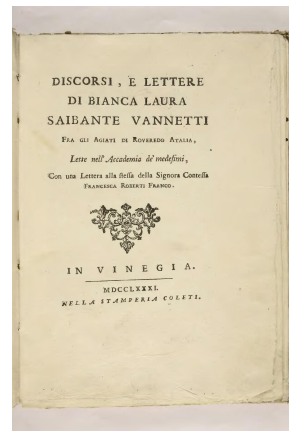 DISCORSI, E LETTERE
DI BIANCA LAURA
SAIBANTE VANNETTI
FRA GLI AGIATI DI ROVEREDO ATALIA,
Lette nell'Accademia de' medesimi,
Con una Lettera alla stessa della Signora Contessa
FRANCESCA ROBERTI FRANCO.
IN VINEGIA.
MDCCLXXXI.
NELLA STAMPERIA COLETI.